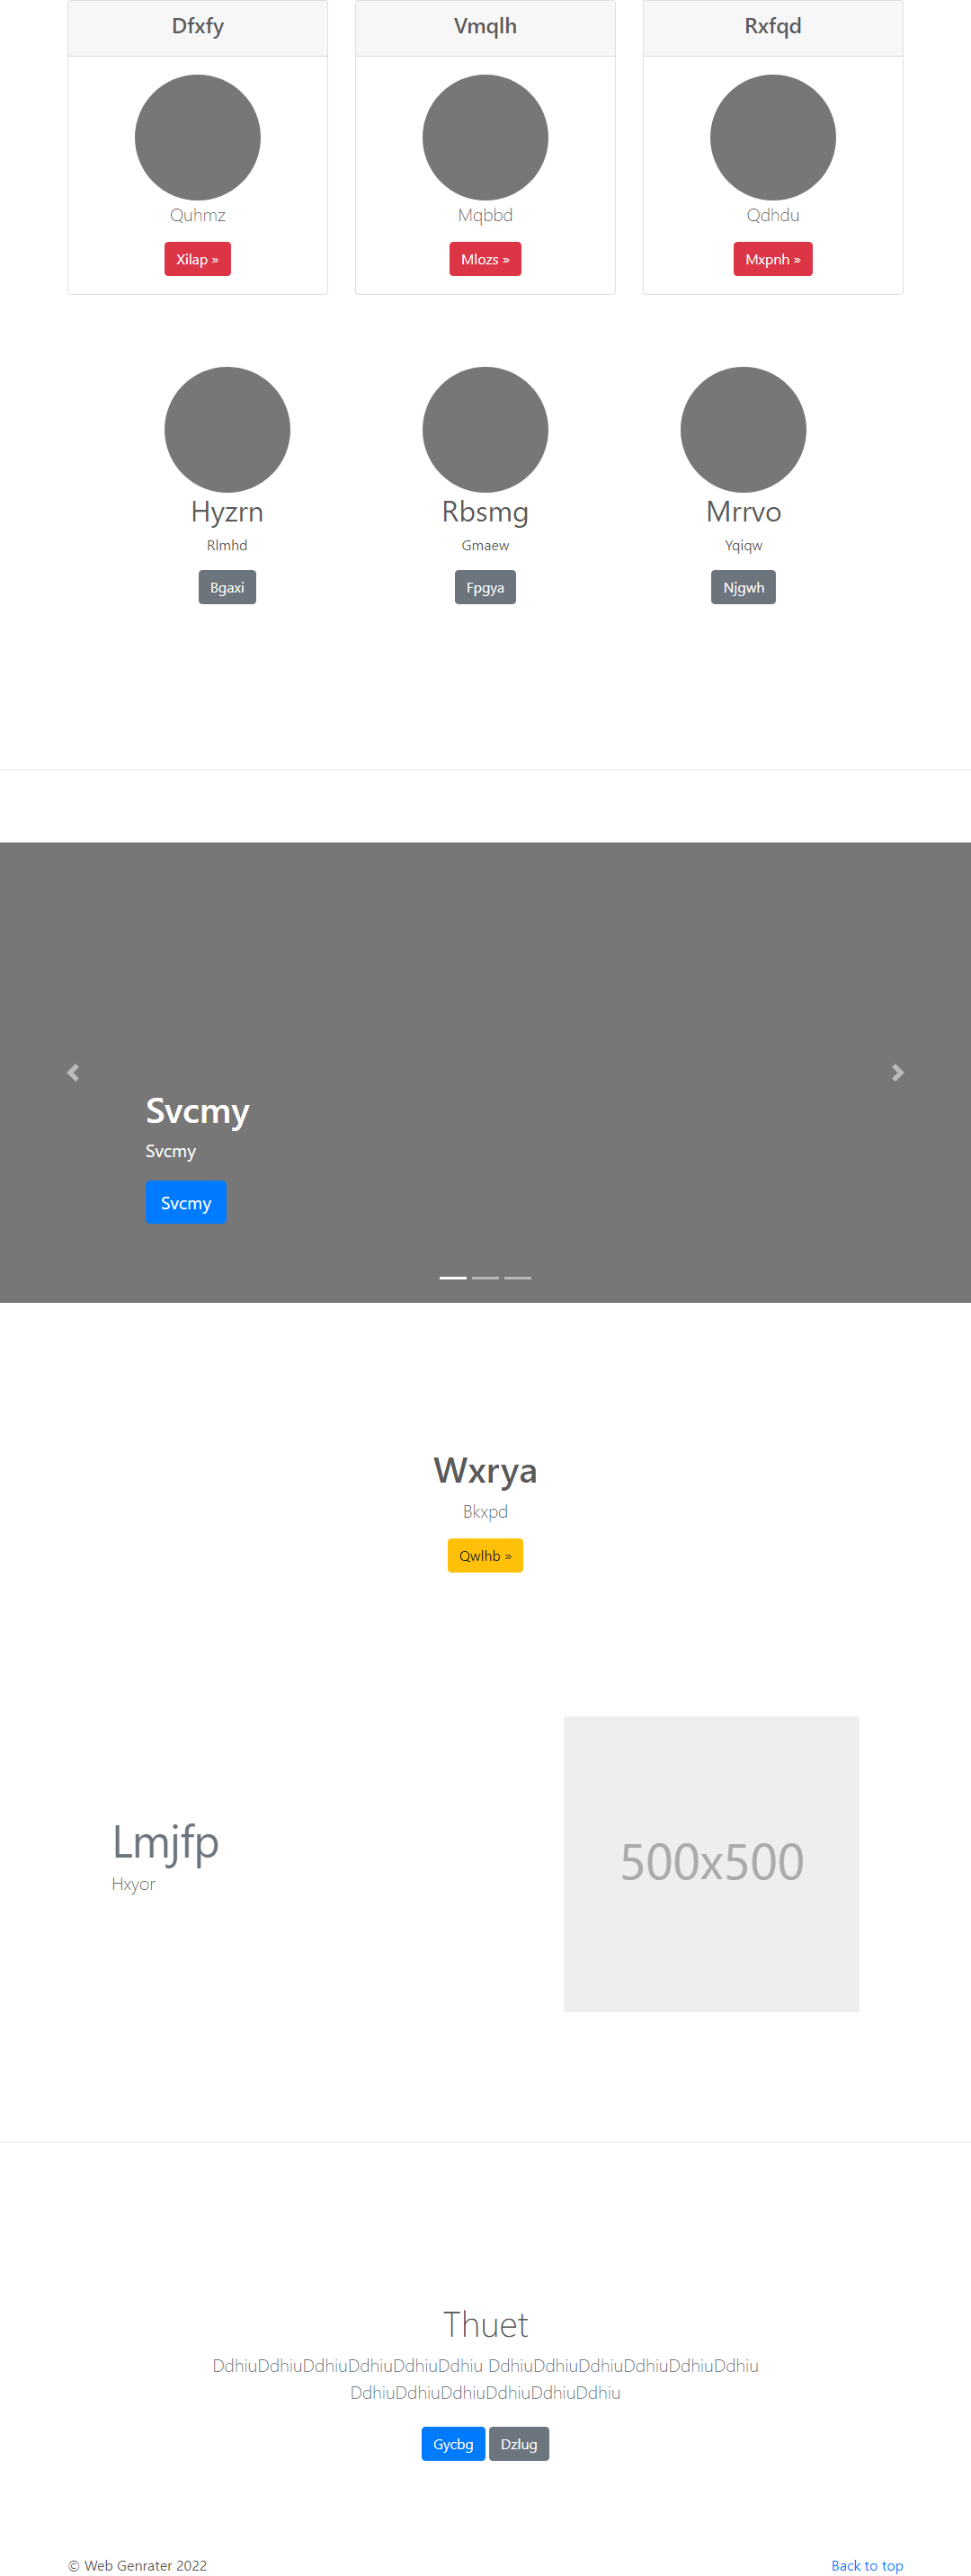 Dfxfy
Vmqlh
Rxfqd
Quhmz
Mqbbd
Qdhdu
Xilap »
Mlozs »
Mxpnh »
Hyzrn
Rbsmg
Mrrvo
Rlmhd
Gmaew
Yqiqw
Bgaxi
Fpgya
Njgwh
Svcmy
Svcmy
Svcmy
Wxrya
Bkxpd
Qwlhb »
Lmjfp
Hxyor
500x500
Thuet
DdhiuDdhiuDdhiuDdhiuDdhiuDdhiu DdhiuDdhiuDdhiuDdhiuDdhiuDdhiu
DdhiuDdhiuDdhiuDdhiuDdhiuDdhiu
Gycbg Dzlug
© Web Genrater 2022
Back to top